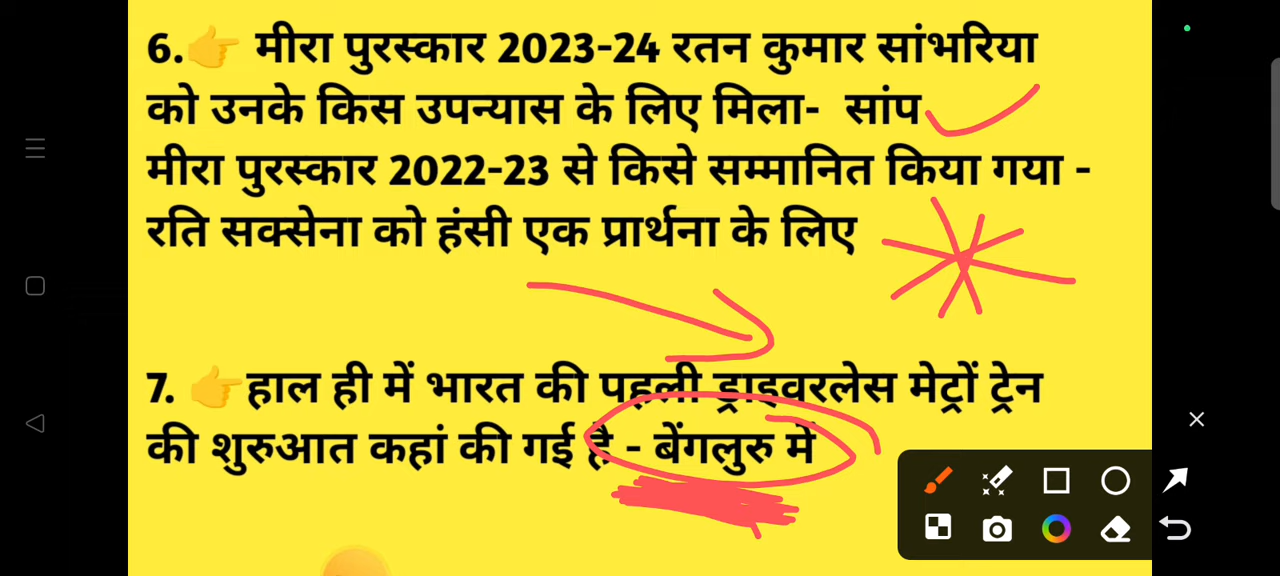 6.👉 मीरा पुरस्कार 2023-24 रतन कुमार सांभरिया
को उनके किस उपन्यास के लिए मिला- सांप
मीरा पुरस्कार 2022-23 से किसे सम्मानित किया गया -
रति सक्सेना को हंसी एक प्रार्थना के लिए
7. 👉हाल ही में भारत की पहली ड्राइवरलेस मेट्रों ट्रेन
की शुरुआत कहां की गई है - बेंगलुरु में